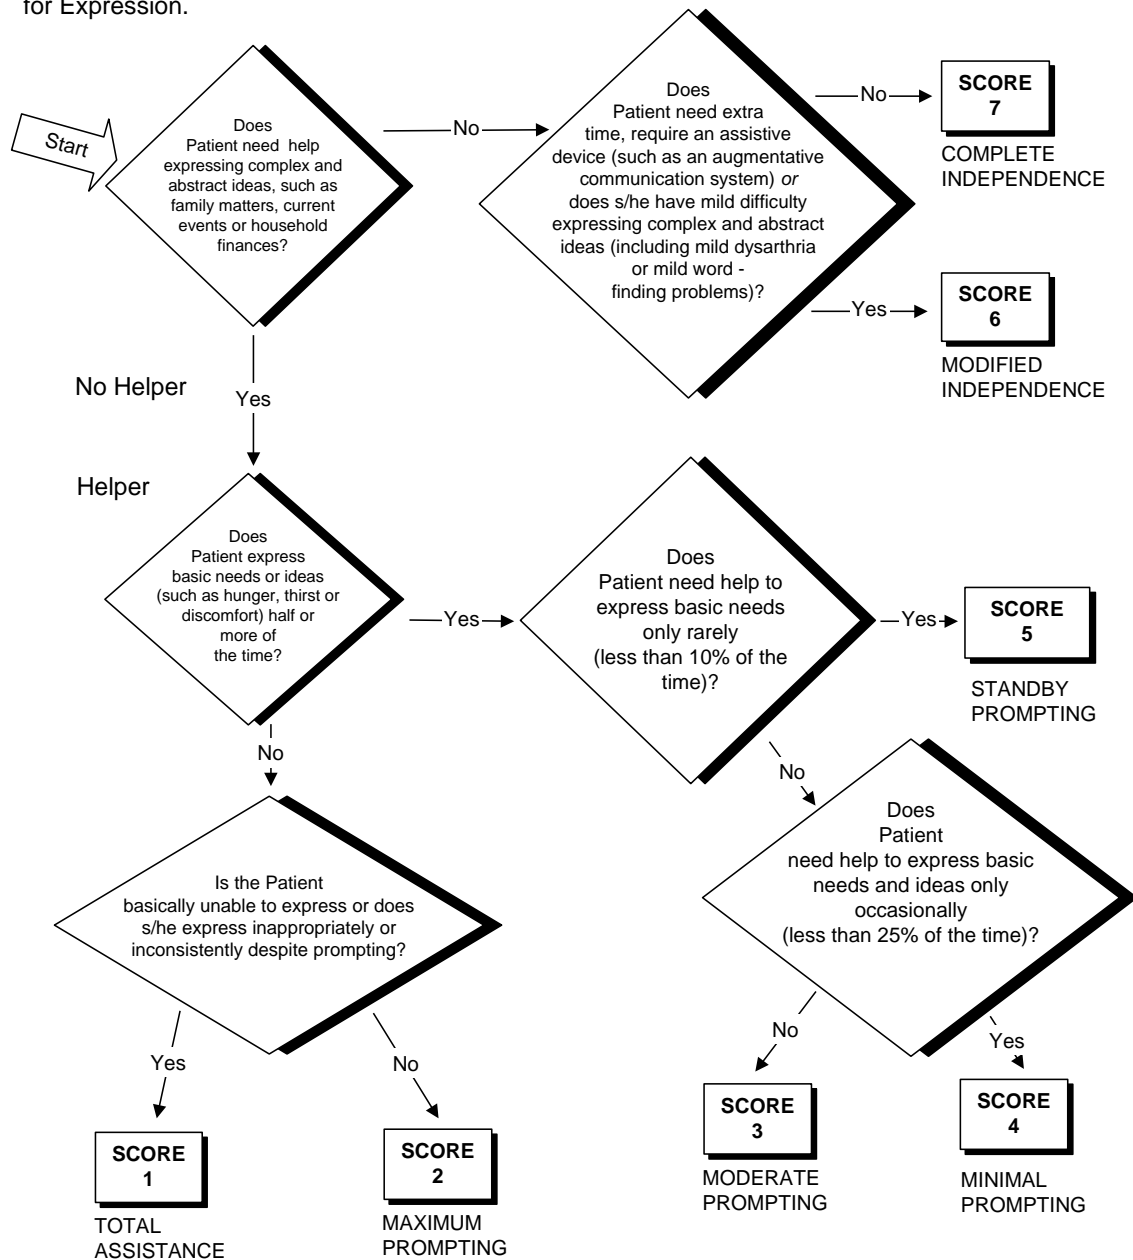 for Expression.
Start
Does
Patient need help
expressing complex and
abstract ideas, such as
family matters, current
events or household
finances?
No
Does
Patient need extra
time, require an assistive
device (such as an augmentative
communication system) or
does s/he have mild difficulty
expressing complex and abstract
ideas (including mild dysarthria
or mild word -
finding problems)?
No
SCORE
7
COMPLETE
INDEPENDENCE
Yes
SCORE
6
MODIFIED
INDEPENDENCE
No Helper
Yes
Helper
Does
Patient express
basic needs or ideas
(such as hunger, thirst or
discomfort) half or
more of
the time?
Yes
Does
Patient need help to
express basic needs
only rarely
(less than 10% of the
time)?
Yes
SCORE
5
STANDBY
PROMPTING
No
No
Does
Patient
need help to express basic
needs and ideas only
occasionally
(less than 25% of the time)?
Is the Patient
basically unable to express or does
s/he express inappropriately or
inconsistently despite prompting?
Yes
No
No
Yes
SCORE
1
TOTAL
ASSISTANCE
SCORE
2
MAXIMUM
PROMPTING
SCORE
3
MODERATE
PROMPTING
SCORE
4
MINIMAL
PROMPTING